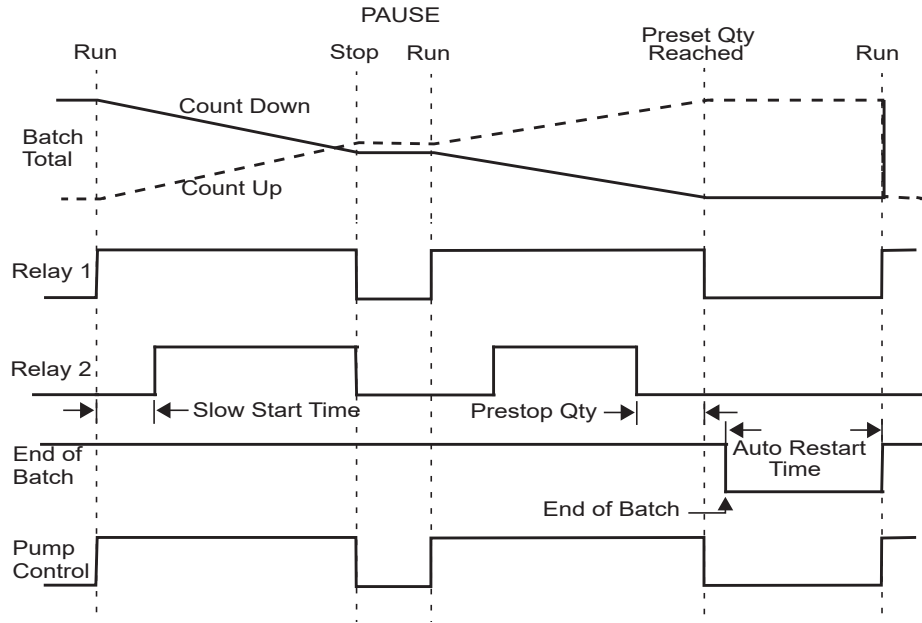 PAUSE
Run
Stop
Run
Preset Qty
Reached
Run
Count Down
Batch
Total
Count Up
Relay 1
Relay 2
Slow Start Time
Prestop Qty
End of
Batch
Auto Restart
Time
End of Batch
Pump
Control